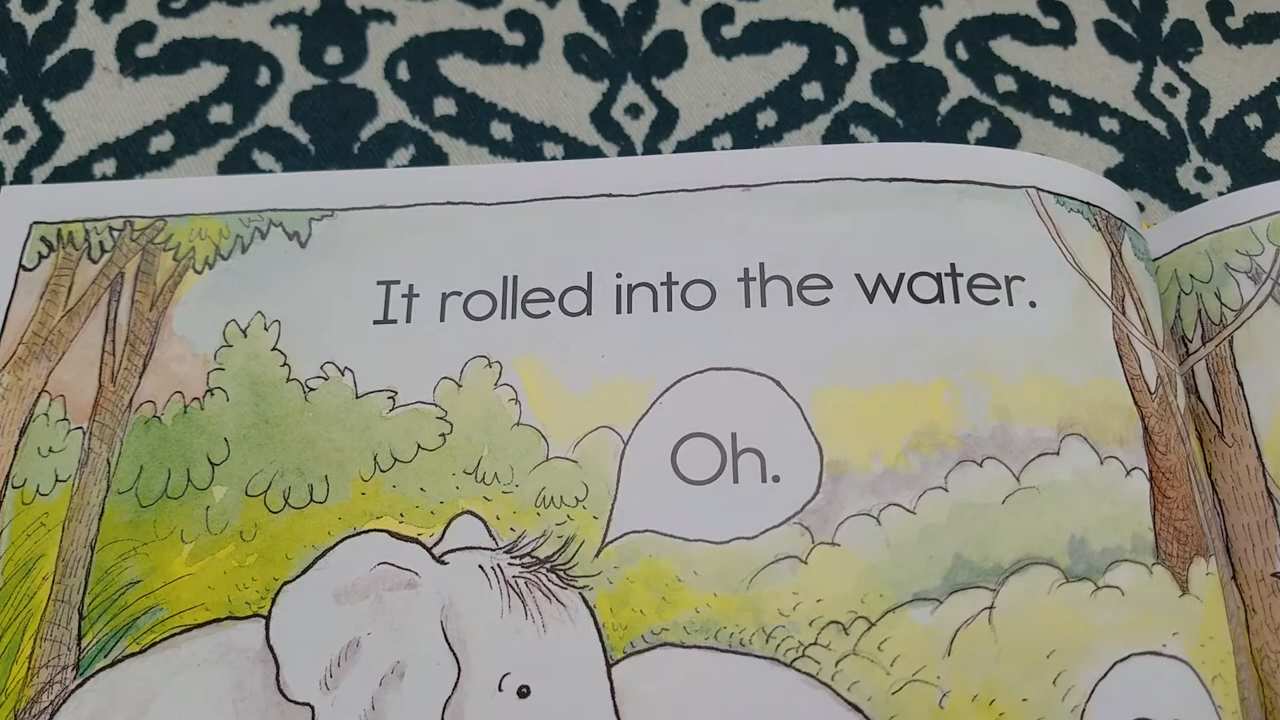 It rolled into the water.
Oh.